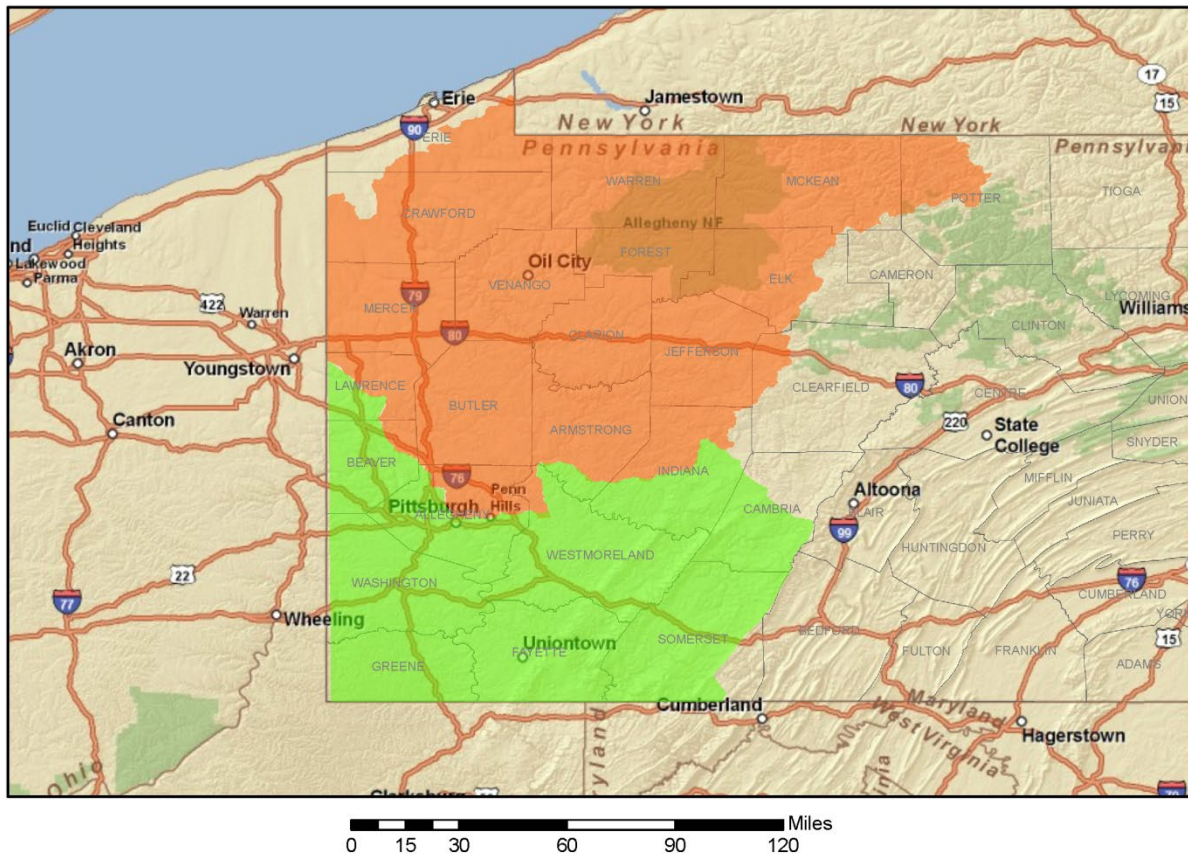 Erie
ERIE
90
Jamestown
New York
New York
17
15
Pennsylvania
Pennsylvania
WARREN
MCKEAN
POTTER
TIOGA
CRAWFORD
Allegheny NF
FOREST
Euclid
Cleveland
Heights
Lakewood
Parma
Oil City
VENANGO
ELK
CAMERON
LYCOMING
422
Warren
MERCER
79
80
CLARION
CLINTON
Williams
Akron
Youngstown
JEFFERSON
LAWRENCE
CLEARFIELD
80
CENTRE
UNION
BUTLER
Canton
ARMSTRONG
220
State
College
SNYDER
BEAVER
76
INDIANA
MIFFLIN
Penn
Hills
Pittsburgh
Altoona
JUNIATA
CAMBRIA
BLAIR
99
PERRY
WESTMORELAND
HUNTINGDON
22
WASHINGTON
76
CUMBERLAND
77
Wheeling
YORK
15
SOMERSET
BEDFORD
Uniontown
FAYETTE
GREENE
FULTON
FRANKLIN
ADAMS
Cumberland
Maryland
West Virginia
Hagerstown
Ohio
ryland
inia
70
Miles
0 15 30 60 90 120